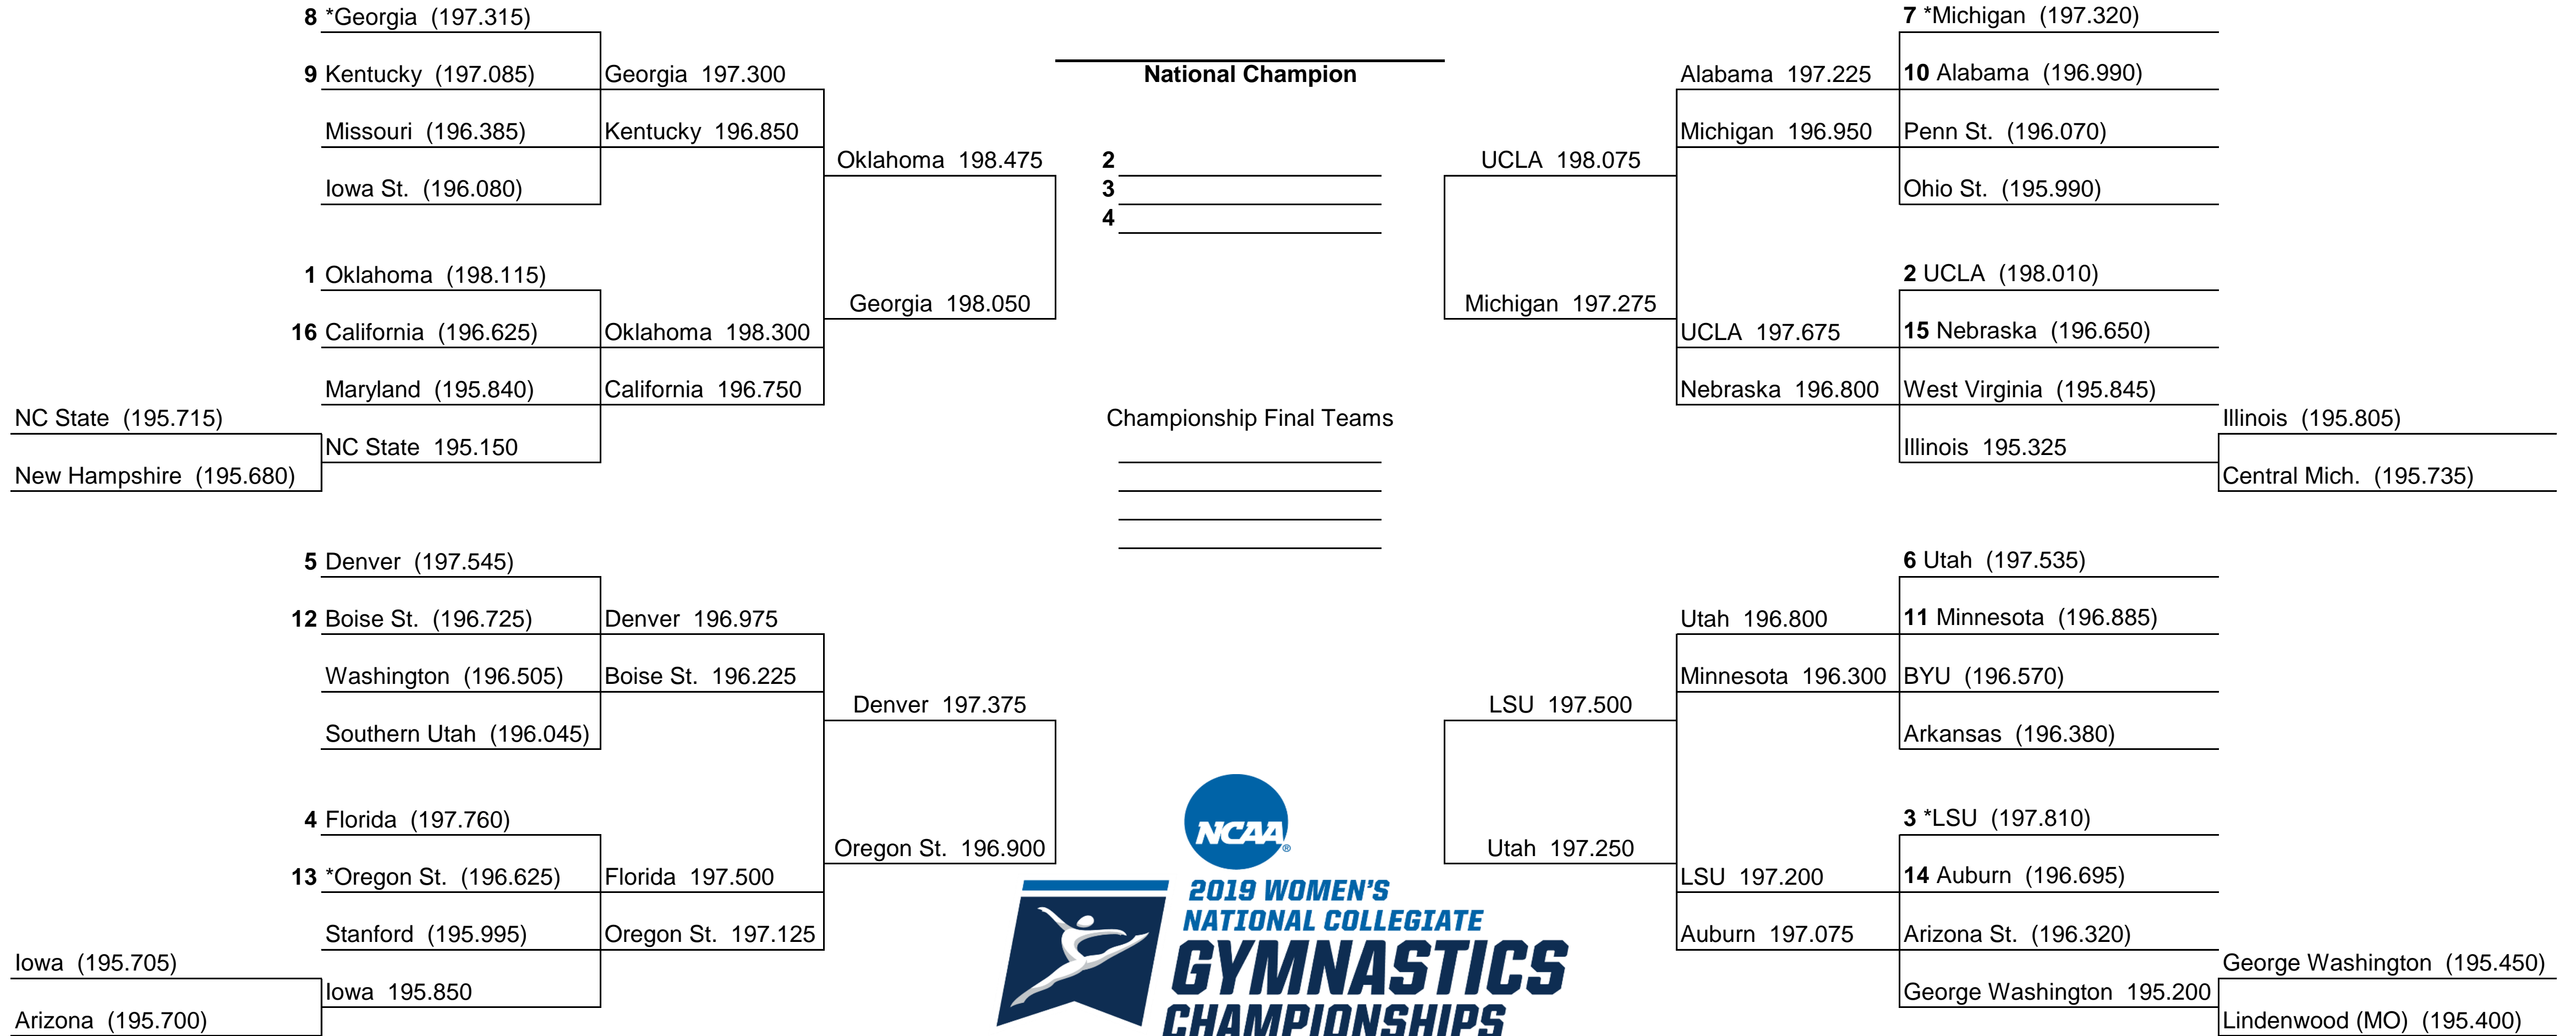 8 *Georgia (197.315)
9 Kentucky (197.085)
Missouri (196.385)
Iowa St. (196.080)
1 Oklahoma (198.115)
16 California (196.625)
Maryland (195.840)
NC State (195.715)
New Hampshire (195.680)
NC State 195.150
5 Denver (197.545)
12 Boise St. (196.725)
Washington (196.505)
Southern Utah (196.045)
4 Florida (197.760)
13 *Oregon St. (196.625)
Stanford (195.995)
Iowa (195.705)
Arizona (195.700)
Iowa 195.850
Georgia 197.300
Kentucky 196.850
Oklahoma 198.300
California 196.750
Denver 196.975
Boise St. 196.225
Florida 197.500
Oregon St. 197.125
Oklahoma 198.475
Georgia 198.050
Denver 197.375
Oregon St. 196.900
National Champion
2
3
4
Championship Final Teams
NCAA®
2019 WOMEN'S
NATIONAL COLLEGIATE
GYMNASTICS
CHAMPIONSHIPS
UCLA 198.075
Michigan 197.275
LSU 197.500
Utah 197.250
Alabama 197.225
Michigan 196.950
UCLA 197.675
Nebraska 196.800
Utah 196.800
Minnesota 196.300
LSU 197.200
Auburn 197.075
7 *Michigan (197.320)
10 Alabama (196.990)
Penn St. (196.070)
Ohio St. (195.990)
2 UCLA (198.010)
15 Nebraska (196.650)
West Virginia (195.845)
Illinois 195.325
Illinois (195.805)
Central Mich. (195.735)
6 Utah (197.535)
11 Minnesota (196.885)
BYU (196.570)
Arkansas (196.380)
3 *LSU (197.810)
14 Auburn (196.695)
Arizona St. (196.320)
George Washington 195.200
George Washington (195.450)
Lindenwood (MO) (195.400)